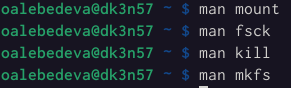 oalebedeva@dk3n57 ~ $ man mount
oalebedeva@dk3n57 ~ $ man fsck
oalebedeva@dk3n57 ~ $ man kill
oalebedeva@dk3n57 ~ $ man mkfs